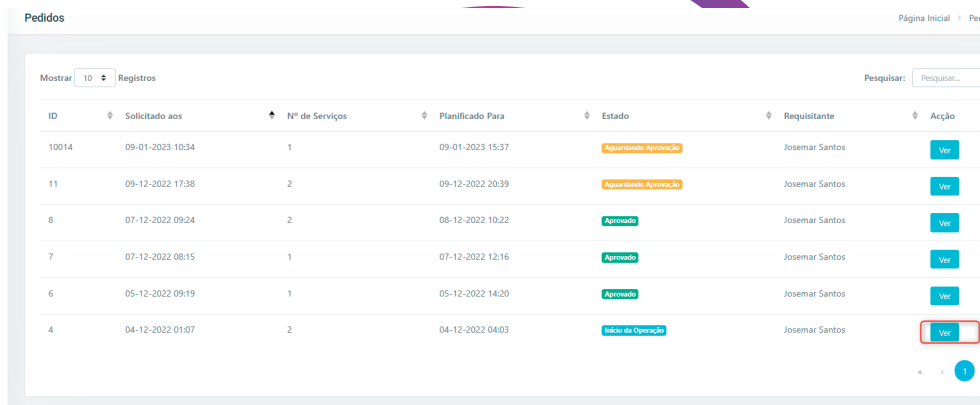 Pedidos Página Inicial > Ped
Mostrar 10 Registros Pesquisar: Pesquisar...
ID Solicitado aos Nº de Serviços Planificado Para Estado Requisitante Acção
10014 09-01-2023 10:34 1 09-01-2023 15:37 Aguardando Aprovação Josemar Santos Ver
11 09-12-2022 17:38 2 09-12-2022 20:39 Aguardando Aprovação Josemar Santos Ver
8 07-12-2022 09:24 2 08-12-2022 10:22 Aprovado Josemar Santos Ver
7 07-12-2022 08:15 1 07-12-2022 12:16 Aprovado Josemar Santos Ver
6 05-12-2022 09:19 1 05-12-2022 14:20 Aprovado Josemar Santos Ver
4 04-12-2022 01:07 2 04-12-2022 04:03 Início da Operação Josemar Santos Ver
« ‹ 1